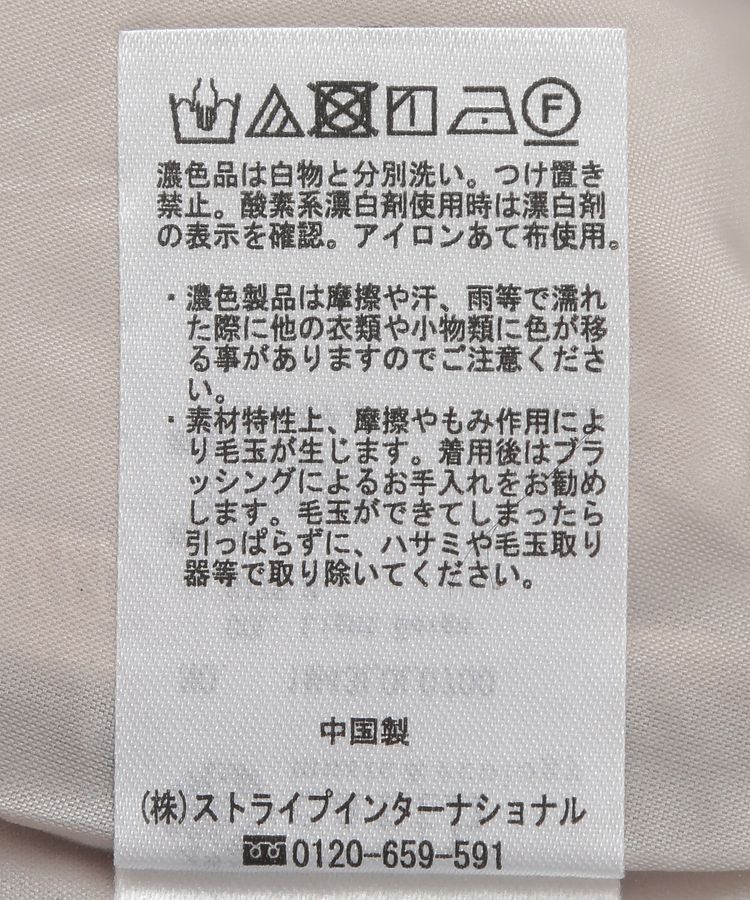 F
濃色品は白物と分別洗い。つけ置き
禁止。酸素系漂白剤使用時は漂白剤
の表示を確認。アイロンあて布使用。
・濃色製品は摩擦や汗、雨等で濡れ
た際に他の衣類や小物類に色が移
る事がありますのでご注意くださ
い。
・素材特性上、摩擦やもみ作用によ
り毛玉が生じます。着用後はブラ
ッシングによるお手入れをお勧め
します。毛玉ができてしまったら
引っぱらずに、ハサミや毛玉取り
器等で取り除いてください。
中国製
(株)ストライプインターナショナル
0120-659-591